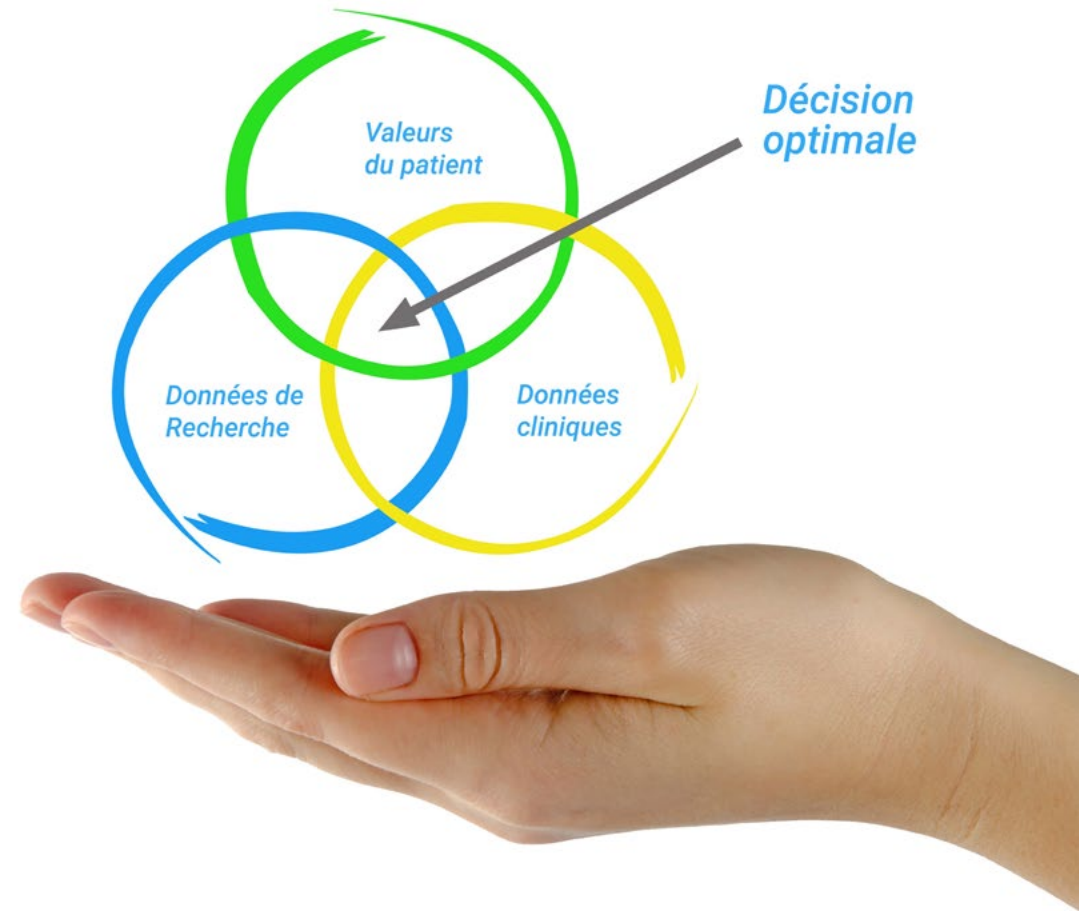 Valeurs
du patient
Décision
optimale
Données de
Recherche
Données
cliniques